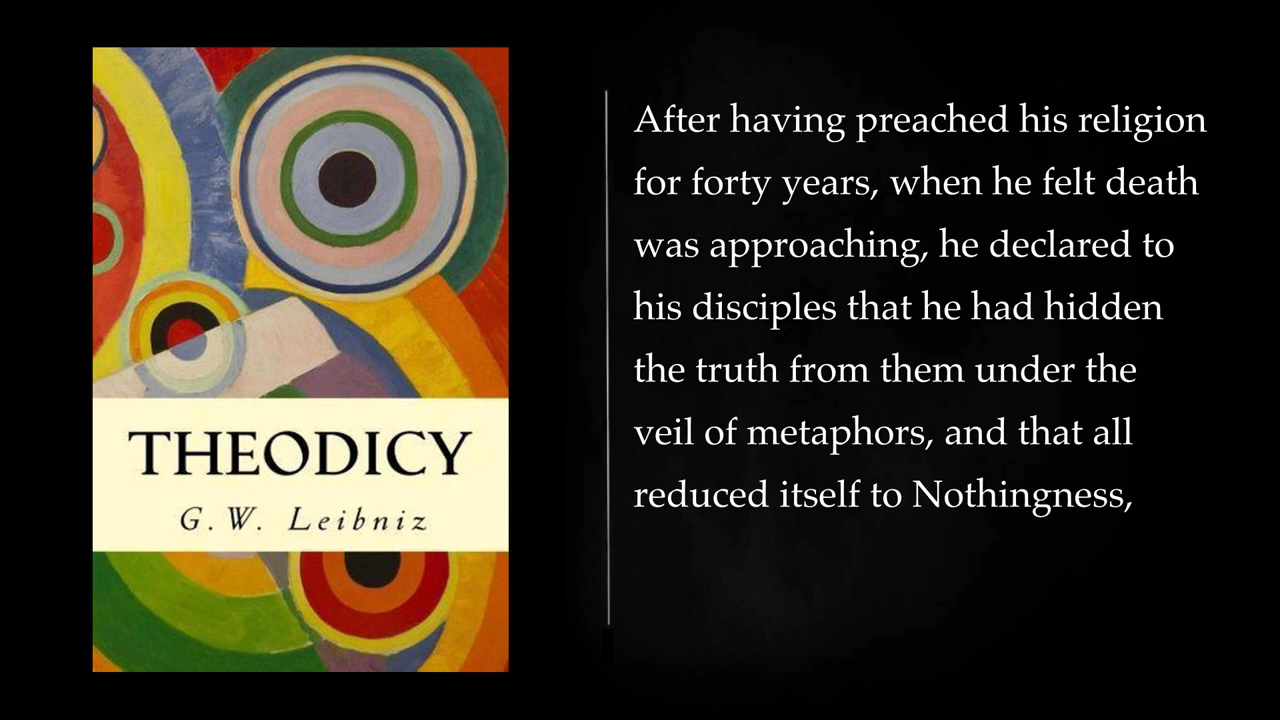 THEODICY
G.W. Leibniz
After having preached his religion
for forty years, when he felt death
was approaching, he declared to
his disciples that he had hidden
the truth from them under the
veil of metaphors, and that all
reduced itself to Nothingness,